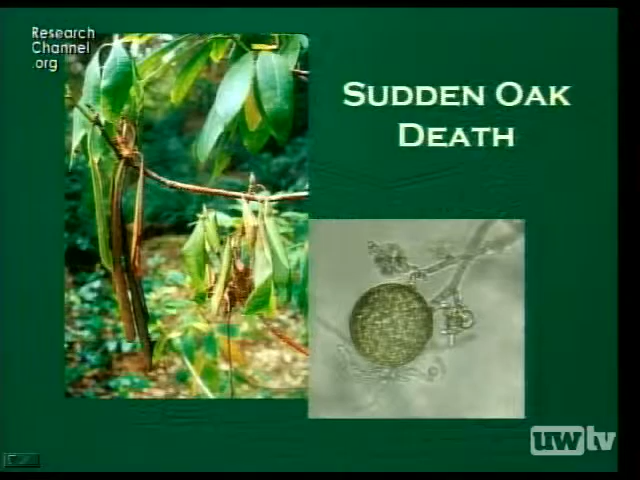 Research
Channel
.org
SUDDEN OAK
DEATH
uwtv